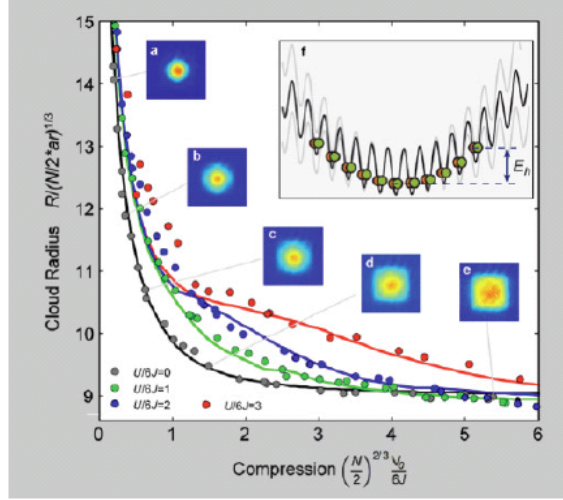 15
14
13
12
11
10
9
Cloud Radius R/(N/2*ar)^1/3
a
b
c
d
e
f
E_h
U/6J=0
U/6J=1
U/6J=2
U/6J=3
0 1 2 3 4 5 6
Compression (N/2)^2/3 V_0/6J